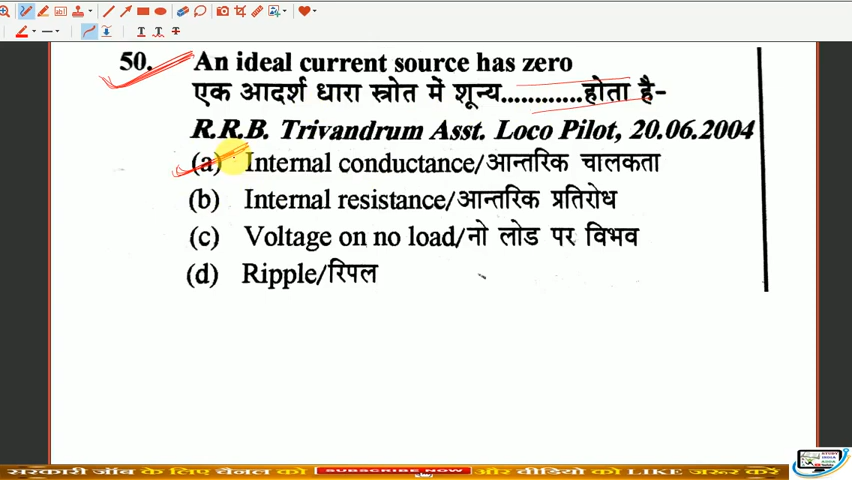 50. An ideal current source has zero
एक आदर्श धारा स्त्रोत में शून्य.............होता है-
R.R.B. Trivandrum Asst. Loco Pilot, 20.06.2004
(a) Internal conductance/आन्तरिक चालकता
(b) Internal resistance/आन्तरिक प्रतिरोध
(c) Voltage on no load/नो लोड पर विभव
(d) Ripple/रिपल
सरकारी जॉब के लिए चैनल को SUBSCRIBE NOW और वीडियो को LIKE जरूर करें